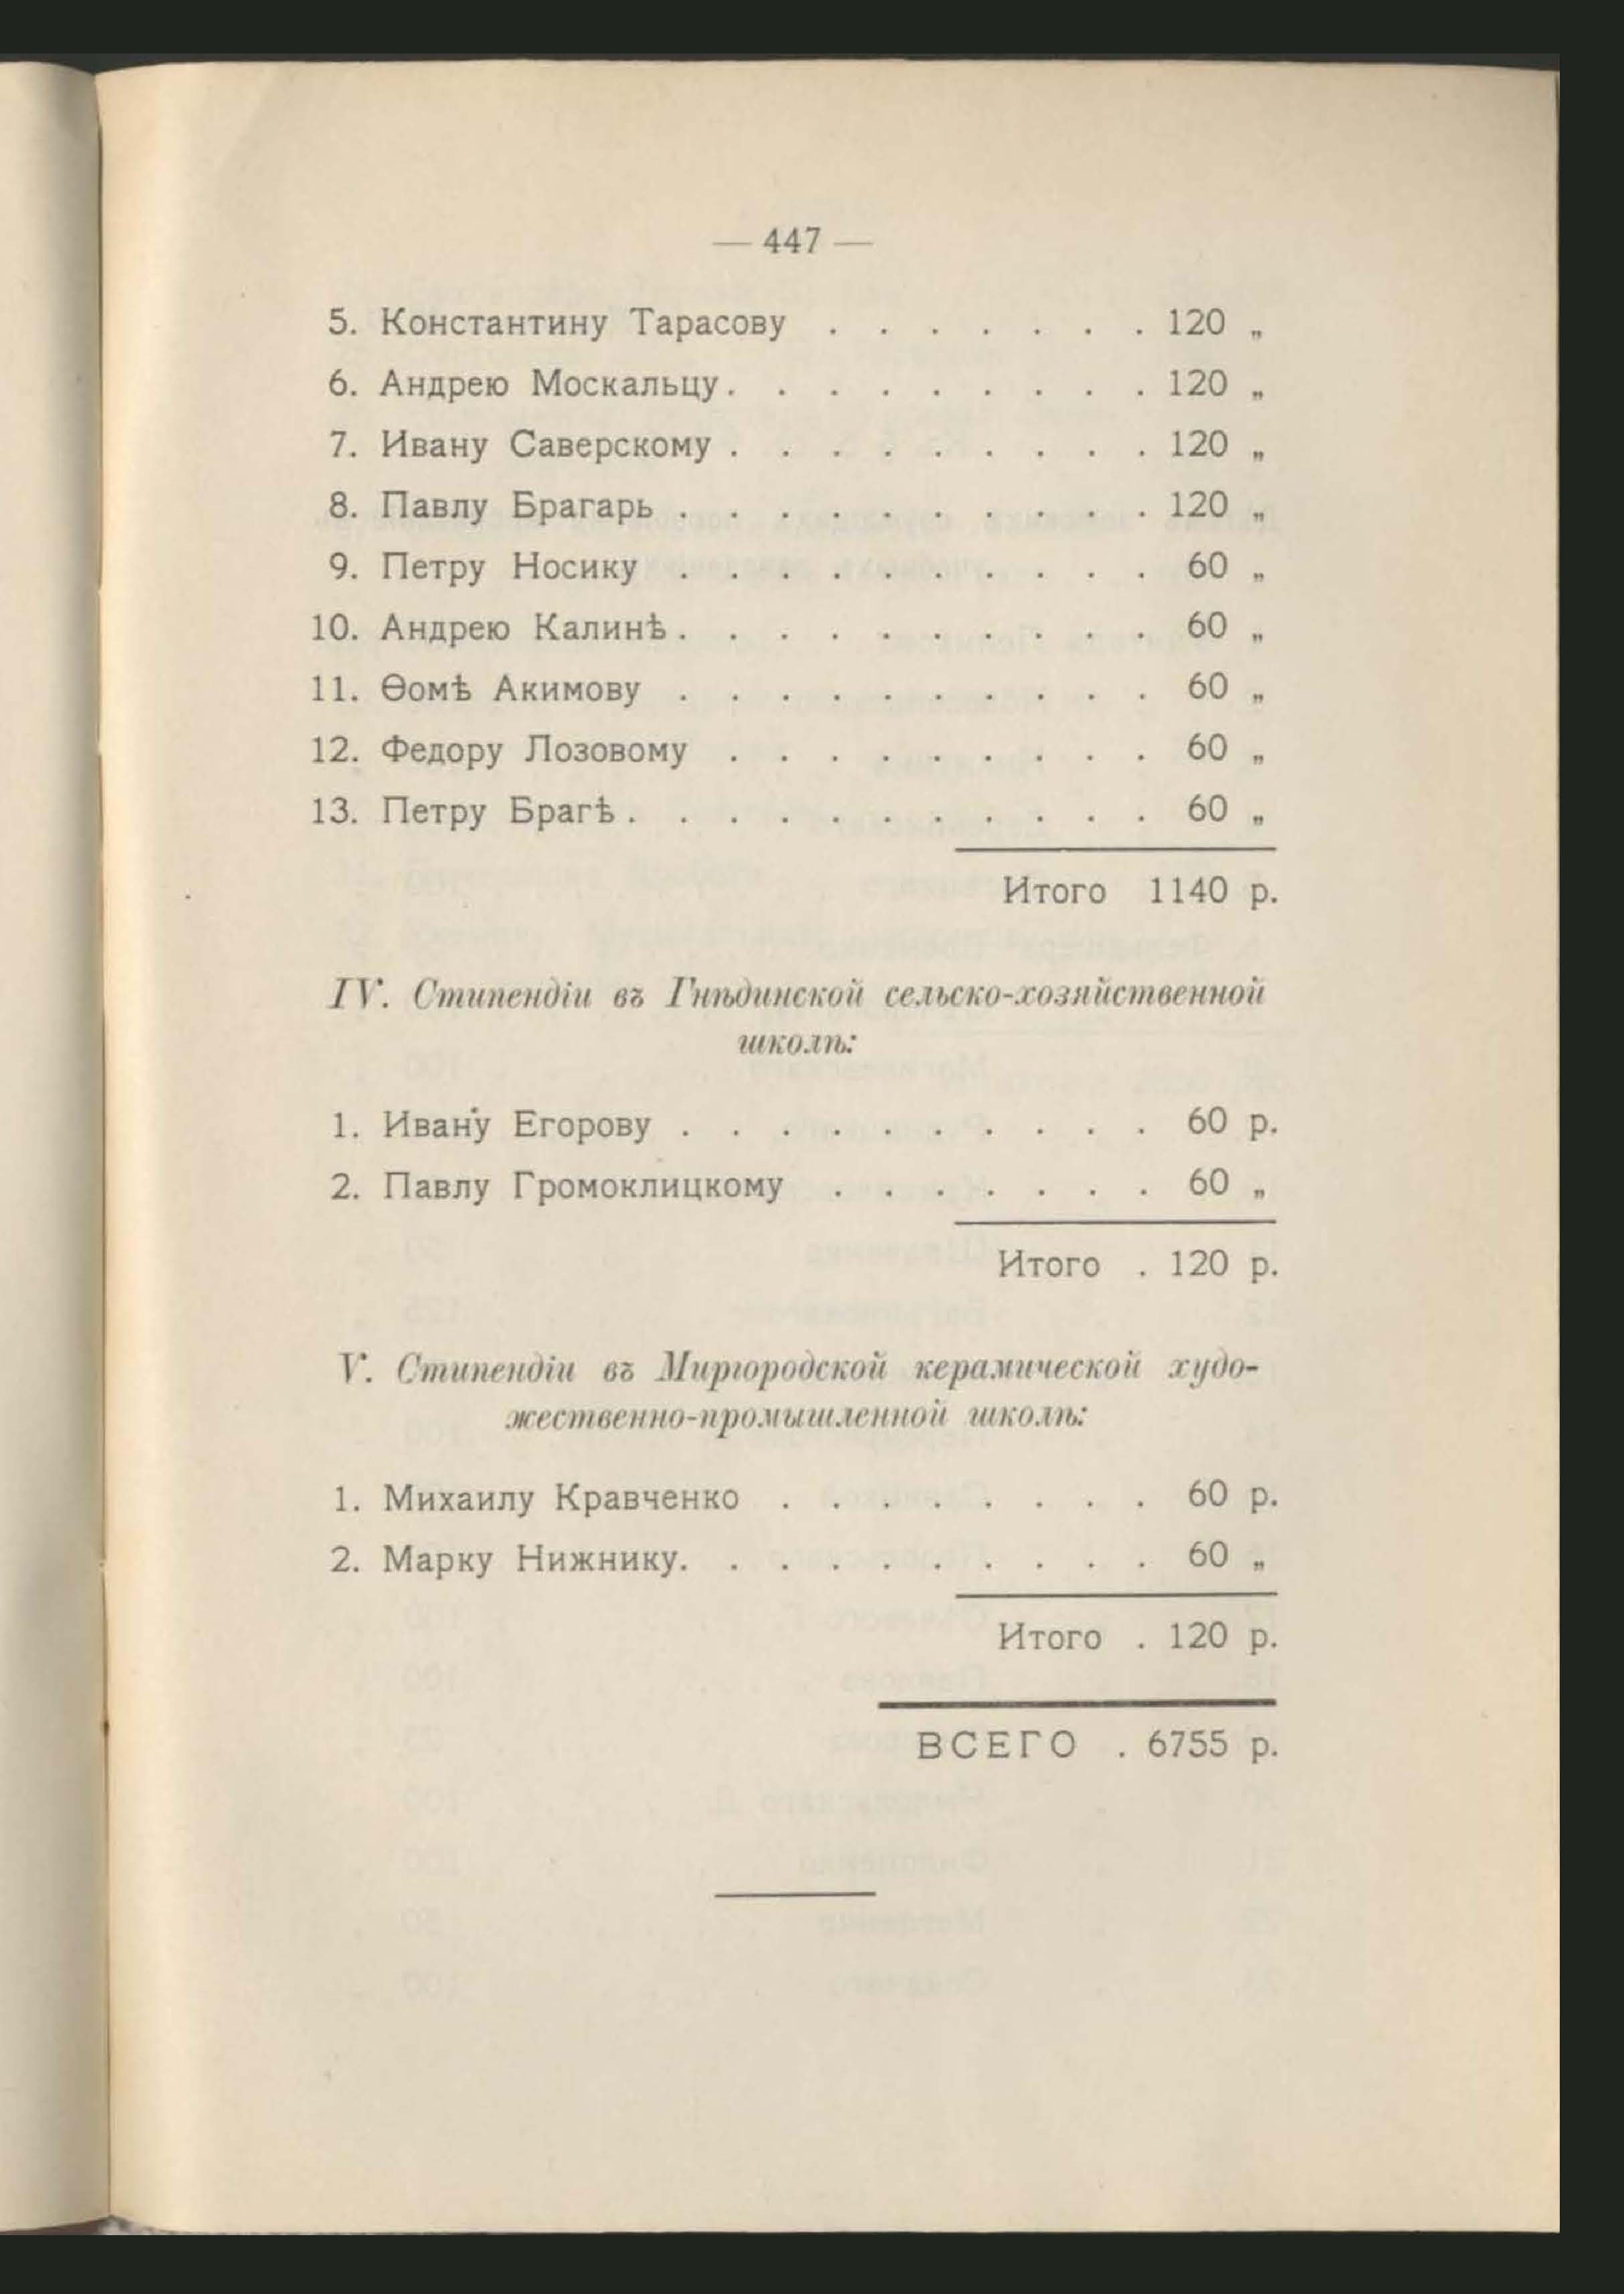 — 447 —
5. Константину Тарасову . . . . . . . 120 „
6. Андрею Москальцу. . . . . . . . . 120 „
7. Ивану Саверскому . . . . . . . . . 120 „
8. Павлу Брагарь . . . . . . . . . . 120 „
9. Петру Носику . . . . . . . . . . 60 „
10. Андрею Калинѣ. . . . . . . . . . 60 „
11. Ѳомѣ Акимову . . . . . . . . . . 60 „
12. Федору Лозовому . . . . . . . . . 60 „
13. Петру Брагѣ. . . . . . . . . . . 60 „
Итого 1140 р.
IV. Стипендіи въ Гнѣдинской сельско-хозяйственной
школѣ:
1. Ивану Егорову . . . . . . . . . . 60 р.
2. Павлу Громоклицкому . . . . . . . 60 „
Итого . 120 р.
V. Стипендіи въ Миргородской керамической худо-
жественно-промышленной школѣ:
1. Михаилу Кравченко . . . . . . . . 60 р.
2. Марку Нижнику. . . . . . . . . . 60 „
Итого . 120 р.
ВСЕГО . 6755 р.